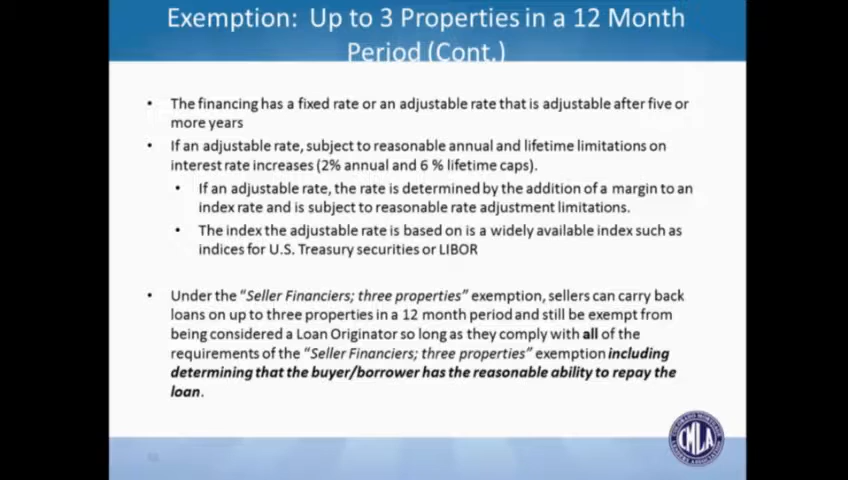 Exemption: Up to 3 Properties in a 12 Month
Period (Cont.)
• The financing has a fixed rate or an adjustable rate that is adjustable after five or
more years
• If an adjustable rate, subject to reasonable annual and lifetime limitations on
interest rate increases (2% annual and 6 % lifetime caps).
• If an adjustable rate, the rate is determined by the addition of a margin to an
index rate and is subject to reasonable rate adjustment limitations.
• The index the adjustable rate is based on is a widely available index such as
indices for U.S. Treasury securities or LIBOR
• Under the "Seller Financiers; three properties" exemption, sellers can carry back
loans on up to three properties in a 12 month period and still be exempt from
being considered a Loan Originator so long as they comply with all of the
requirements of the "Seller Financiers; three properties" exemption including
determining that the buyer/borrower has the reasonable ability to repay the
loan.
CMLA